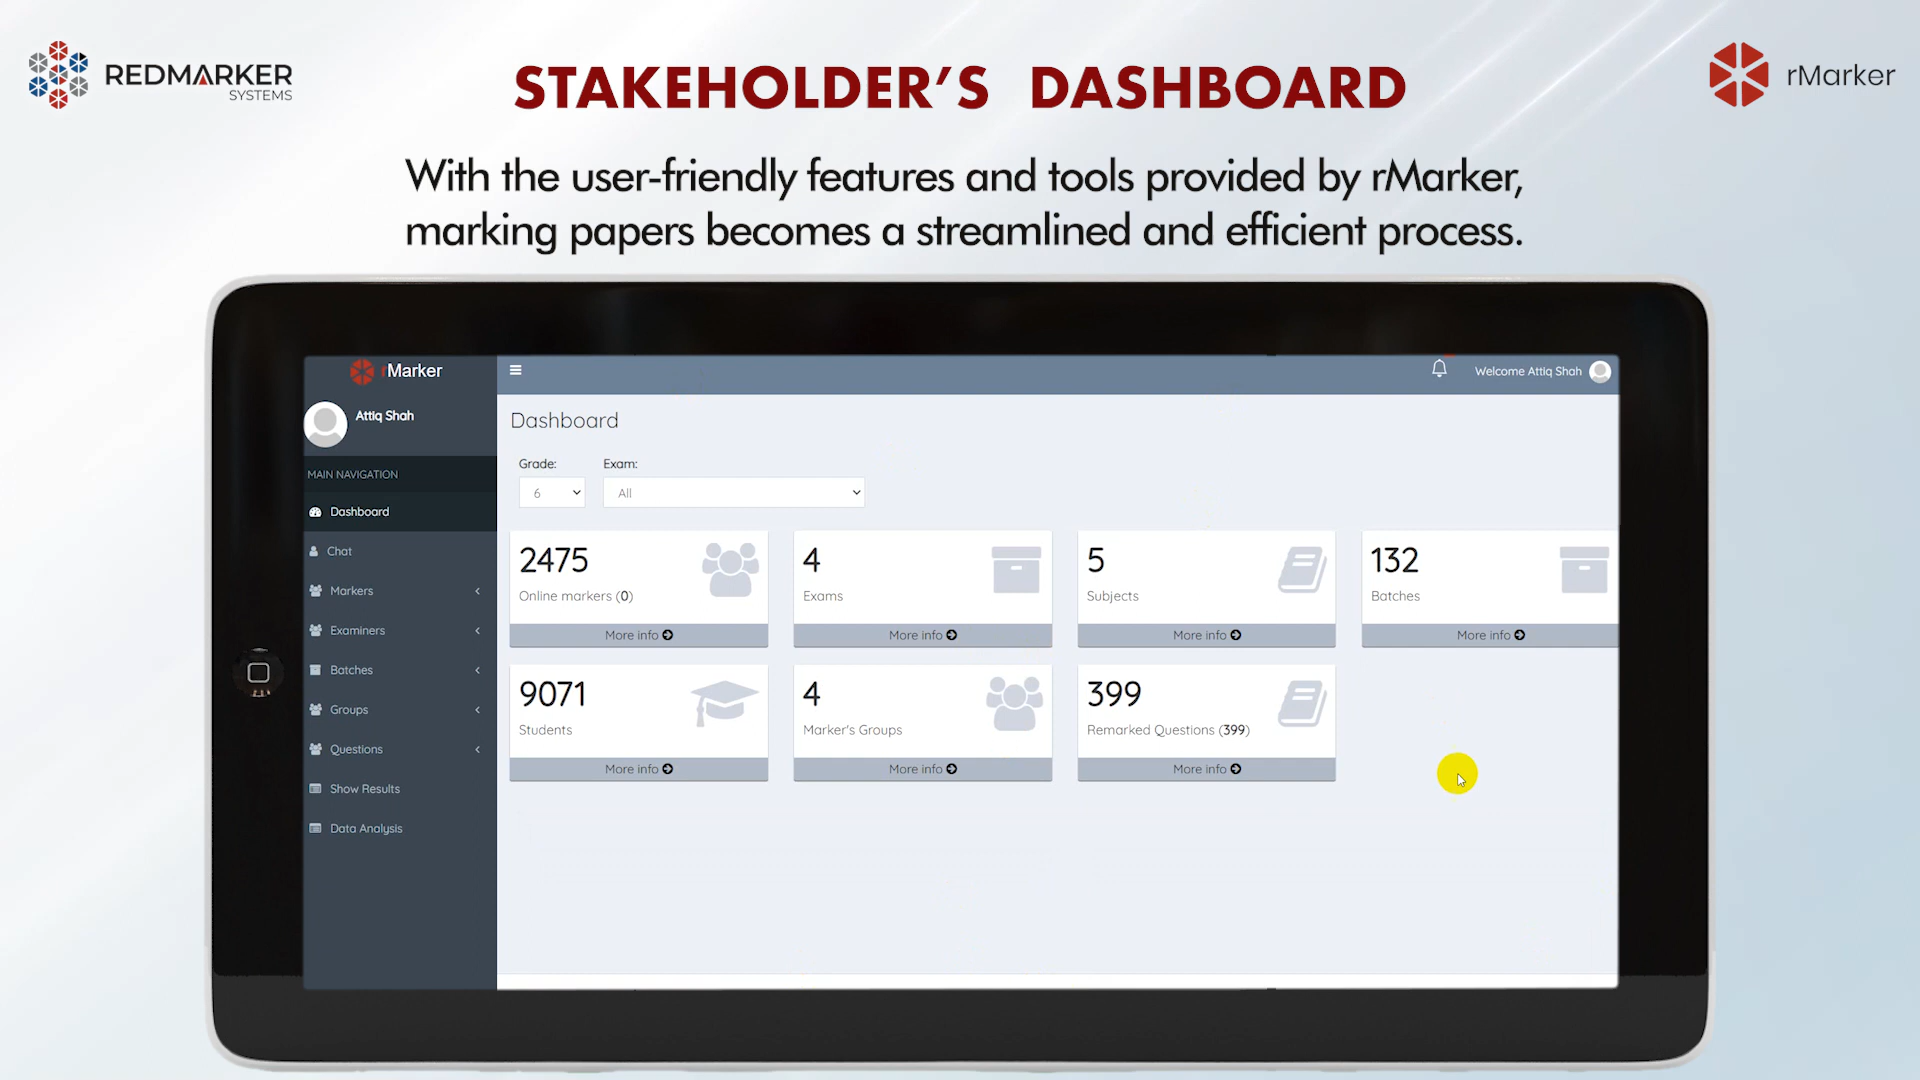 REDMARKER
SYSTEMS
STAKEHOLDER’S DASHBOARD
rMarker
With the user-friendly features and tools provided by rMarker,
marking papers becomes a streamlined and efficient process.
rMarker
Welcome Attiq Shah
Attiq Shah
MAIN NAVIGATION
Dashboard
Chat
Markers
Examiners
Batches
Groups
Questions
Show Results
Data Analysis
Dashboard
Grade:
Exam:
6
All
2475
Online markers (0)
More info
4
Exams
More info
5
Subjects
More info
132
Batches
More info
9071
Students
More info
4
Marker's Groups
More info
399
Remarked Questions (399)
More info